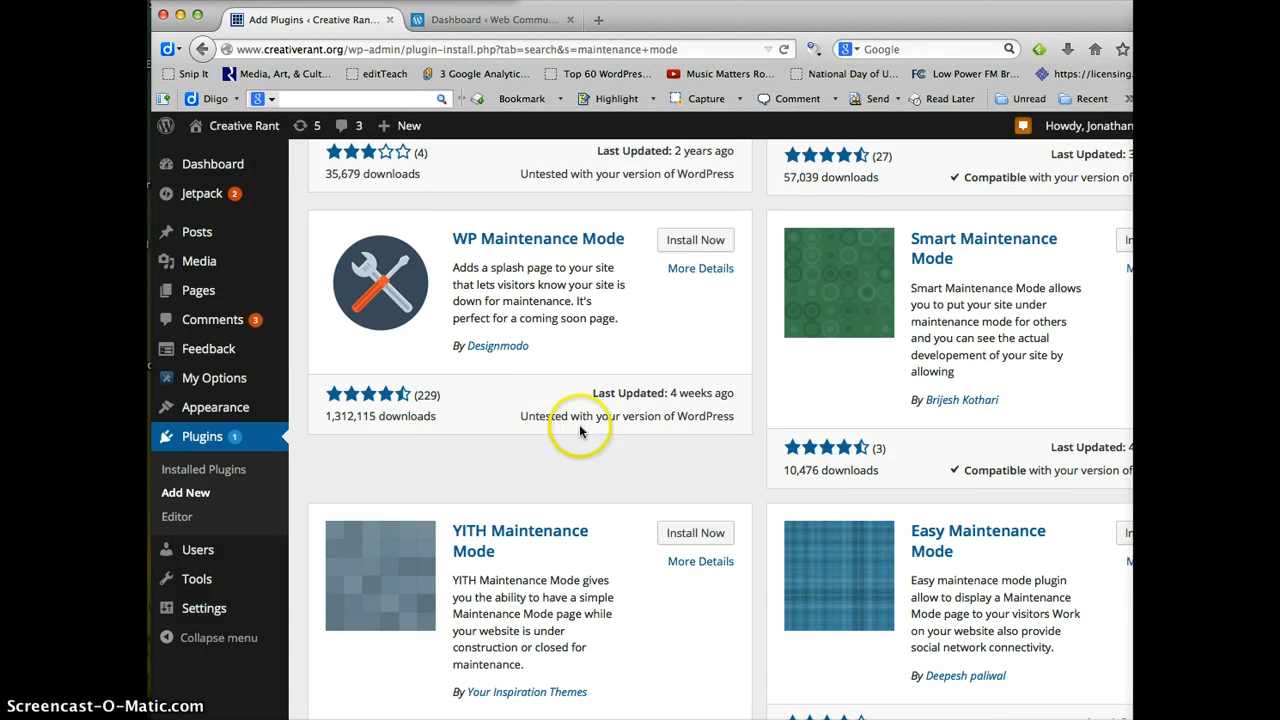 Add Plugins ‹ Creative Ran...
Dashboard ‹ Web Commu...
www.creativerant.org/wp-admin/plugin-install.php?tab=search&s=maintenance+mode
Google
Snip It
Media, Art, & Cult...
editTeach
3 Google Analytic...
Top 60 WordPres...
Music Matters Ro...
National Day of U...
Low Power FM Br...
https://licensing.
Diigo
Bookmark
Highlight
Capture
Comment
Send
Read Later
Unread
Recent
Creative Rant
5
3
New
Howdy, Jonathan
Dashboard
Jetpack 2
Posts
Media
Pages
Comments 3
Feedback
My Options
Appearance
Plugins 1
Installed Plugins
Add New
Editor
Users
Tools
Settings
Collapse menu
(4)
Last Updated: 2 years ago
35,679 downloads
Untested with your version of WordPress
(27)
Last Updated: 3
57,039 downloads
Compatible with your version of
WP Maintenance Mode
Install Now
More Details
Adds a splash page to your site
that lets visitors know your site is
down for maintenance. It's
perfect for a coming soon page.
By Designmodo
(229)
Last Updated: 4 weeks ago
1,312,115 downloads
Untested with your version of WordPress
Smart Maintenance
Mode
In
M
Smart Maintenance Mode allows
you to put your site under
maintenance mode for others
and you can see the actual
developement of your site by
allowing
By Brijesh Kothari
(3)
Last Updated: 4
10,476 downloads
Compatible with your version of
YITH Maintenance
Mode
Install Now
More Details
YITH Maintenance Mode gives
you the ability to have a simple
Maintenance Mode page while
your website is under
construction or closed for
maintenance.
By Your Inspiration Themes
Easy Maintenance
Mode
In
M
Easy maintenace mode plugin
allow to display a Maintenance
Mode page to your visitors Work
on your website also provide
social network connectivity.
By Deepesh paliwal
Screencast-O-Matic.com